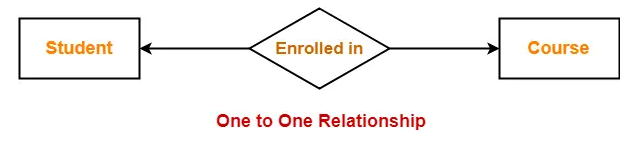 Student
Enrolled in
Course
One to One Relationship